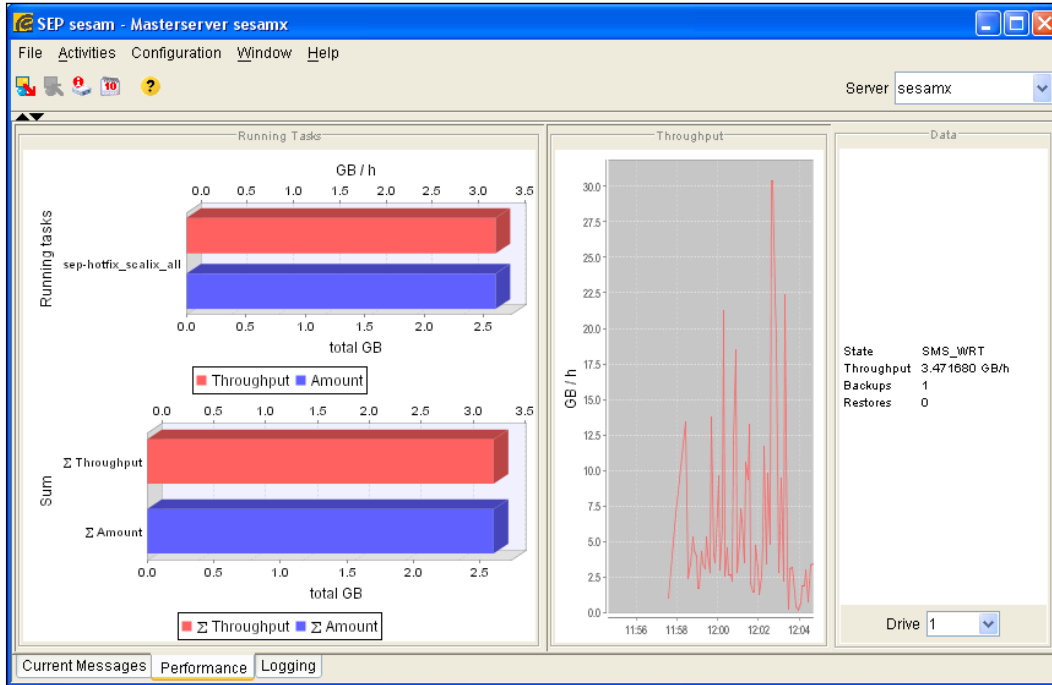 SEP sesam - Masterserver sesamx
File Activities Configuration Window Help
10 ?
Server sesamx
Running Tasks
GB / h
0.0 0.5 1.0 1.5 2.0 2.5 3.0 3.5
Running tasks
sep-hotfix_scalix_all
0.0 0.5 1.0 1.5 2.0 2.5
total GB
Throughput Amount
0.0 0.5 1.0 1.5 2.0 2.5 3.0 3.5
Sum
Σ Throughput
Σ Amount
0.0 0.5 1.0 1.5 2.0 2.5
total GB
Σ Throughput Σ Amount
Throughput
GB / h
30.0
27.5
25.0
22.5
20.0
17.5
15.0
12.5
10.0
7.5
5.0
2.5
0.0
11:56 11:58 12:00 12:02 12:04
Data
State SMS_WRT
Throughput 3.471680 GB/h
Backups 1
Restores 0
Drive 1
Current Messages Performance Logging